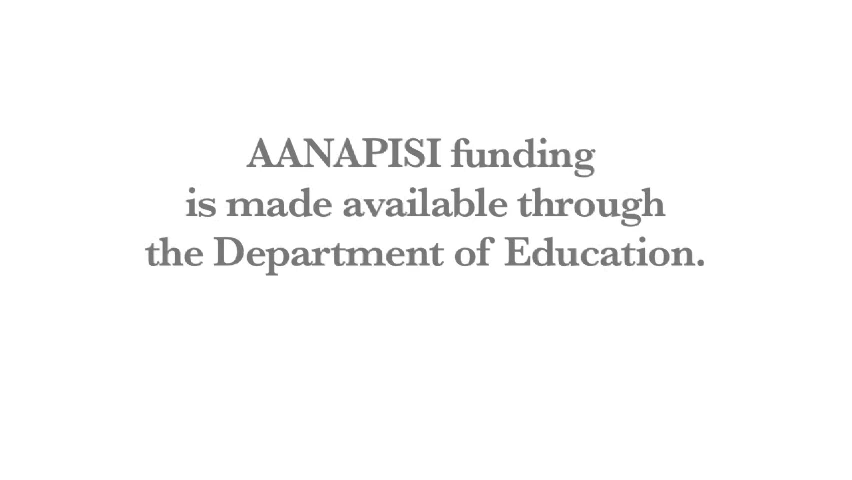 AANAPISI funding
is made available through
the Department of Education.